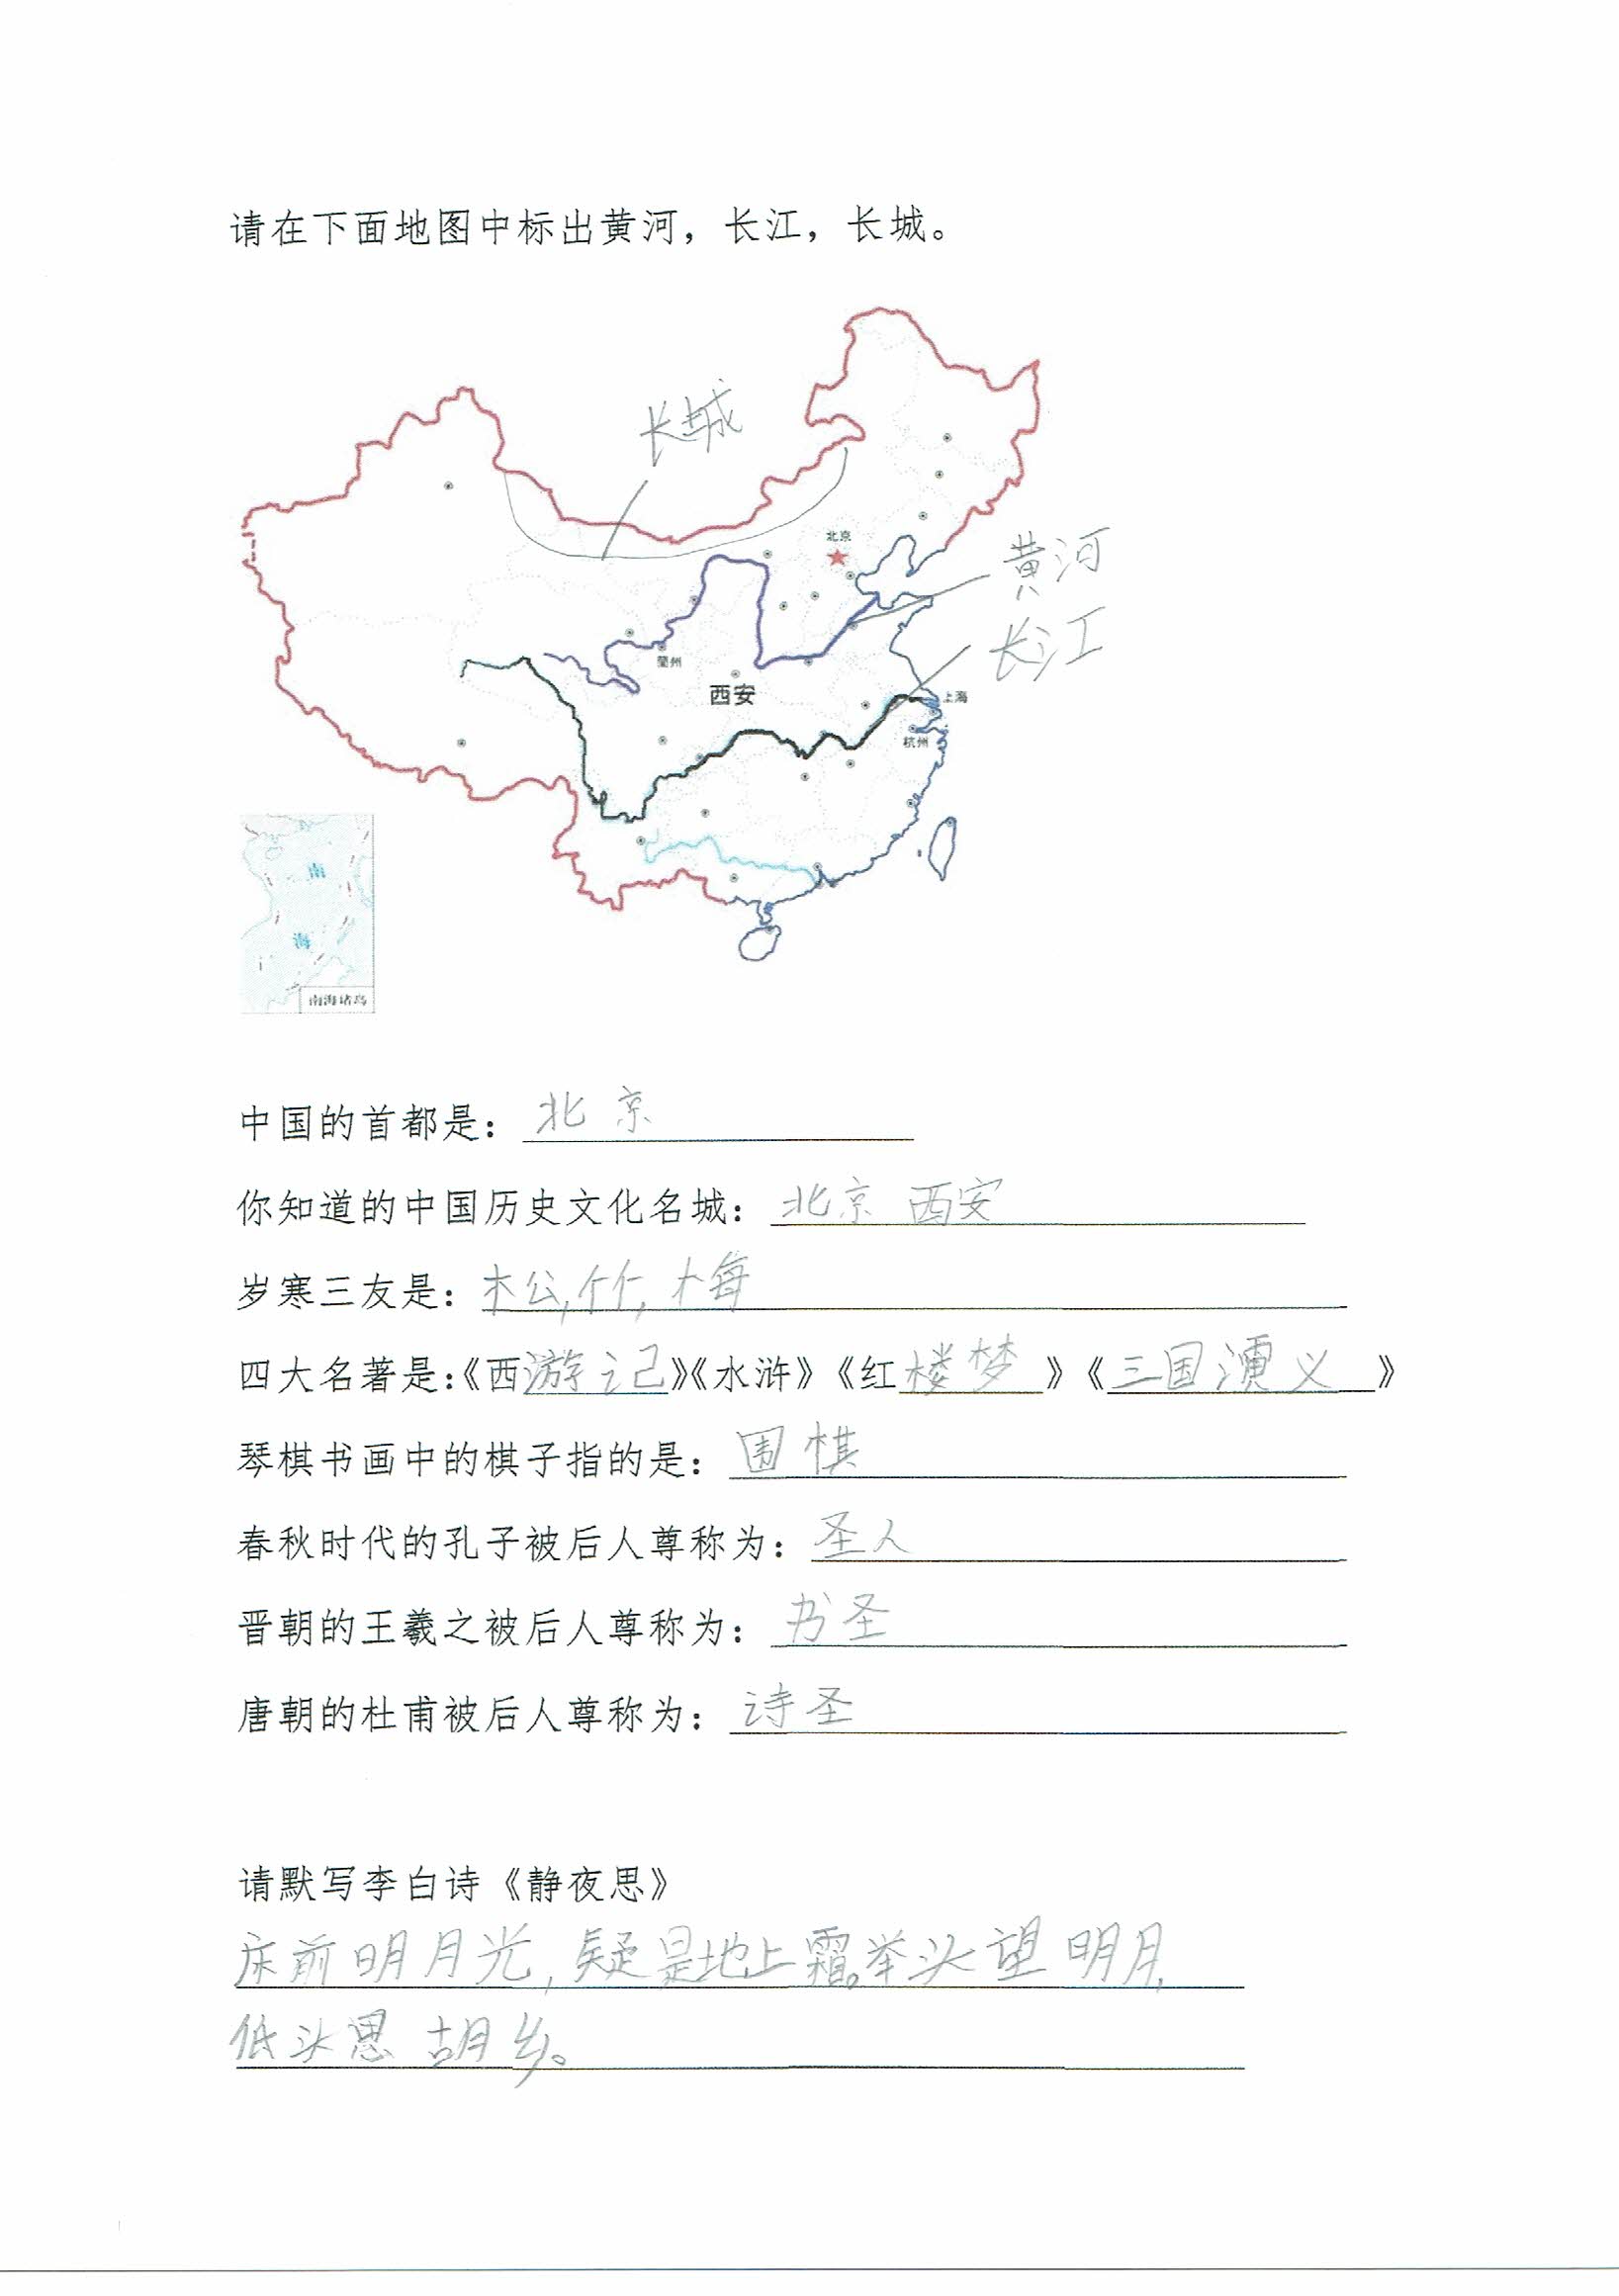 请在下面地图中标出黄河，长江，长城。
长城
北京
黄河
长江
蘭州
西安
上海
杭州
南
海
南海诸岛
中国的首都是：北京
你知道的中国历史文化名城：北京 西安
岁寒三友是：松，竹，梅
四大名著是：《西游记》《水浒》《红楼梦》《三国演义》
琴棋书画中的棋子指的是：围棋
春秋时代的孔子被后人尊称为：圣人
晋朝的王羲之被后人尊称为：书圣
唐朝的杜甫被后人尊称为：诗圣
请默写李白诗《静夜思》
床前明月光，疑是地上霜。举头望明月，
低头思胡乡。